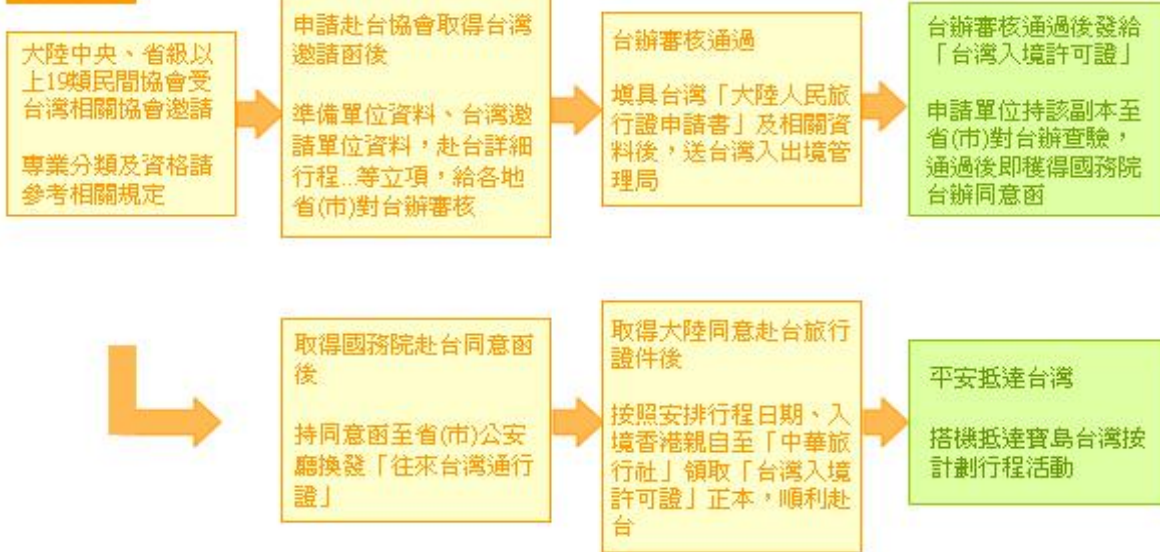 大陸中央、省級以
上19類民間協會受
台灣相關協會邀請
專業分類及資格請
參考相關規定
申請赴台協會取得台灣
邀請函後
準備單位資料、台灣邀
請單位資料，赴台詳細
行程...等立項，給各地
省(市)對台辦審核
台辦審核通過
填具台灣「大陸人民旅
行證申請書」及相關資
料後，送台灣入出境管
理局
台辦審核通過後發給
「台灣入境許可證」
申請單位持該副本至
省(市)對台辦查驗，
通過後即獲得國務院
台辦同意函
取得國務院赴台同意函
後
持同意函至省(市)公安
廳換發「往來台灣通行
證」
取得大陸同意赴台旅行
證件後
按照安排行程日期、入
境香港親自至「中華旅
行社」領取「台灣入境
許可證」正本，順利赴
台
平安抵達台灣
搭機抵達寶島台灣按
計劃行程活動